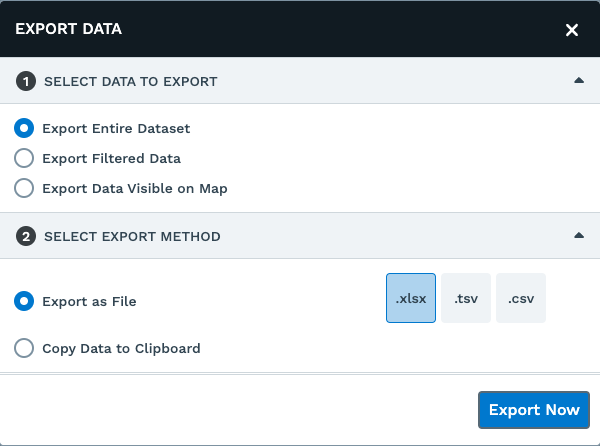 EXPORT DATA
1 SELECT DATA TO EXPORT
Export Entire Dataset
Export Filtered Data
Export Data Visible on Map
2 SELECT EXPORT METHOD
Export as File .xlsx .tsv .csv
Copy Data to Clipboard
Export Now